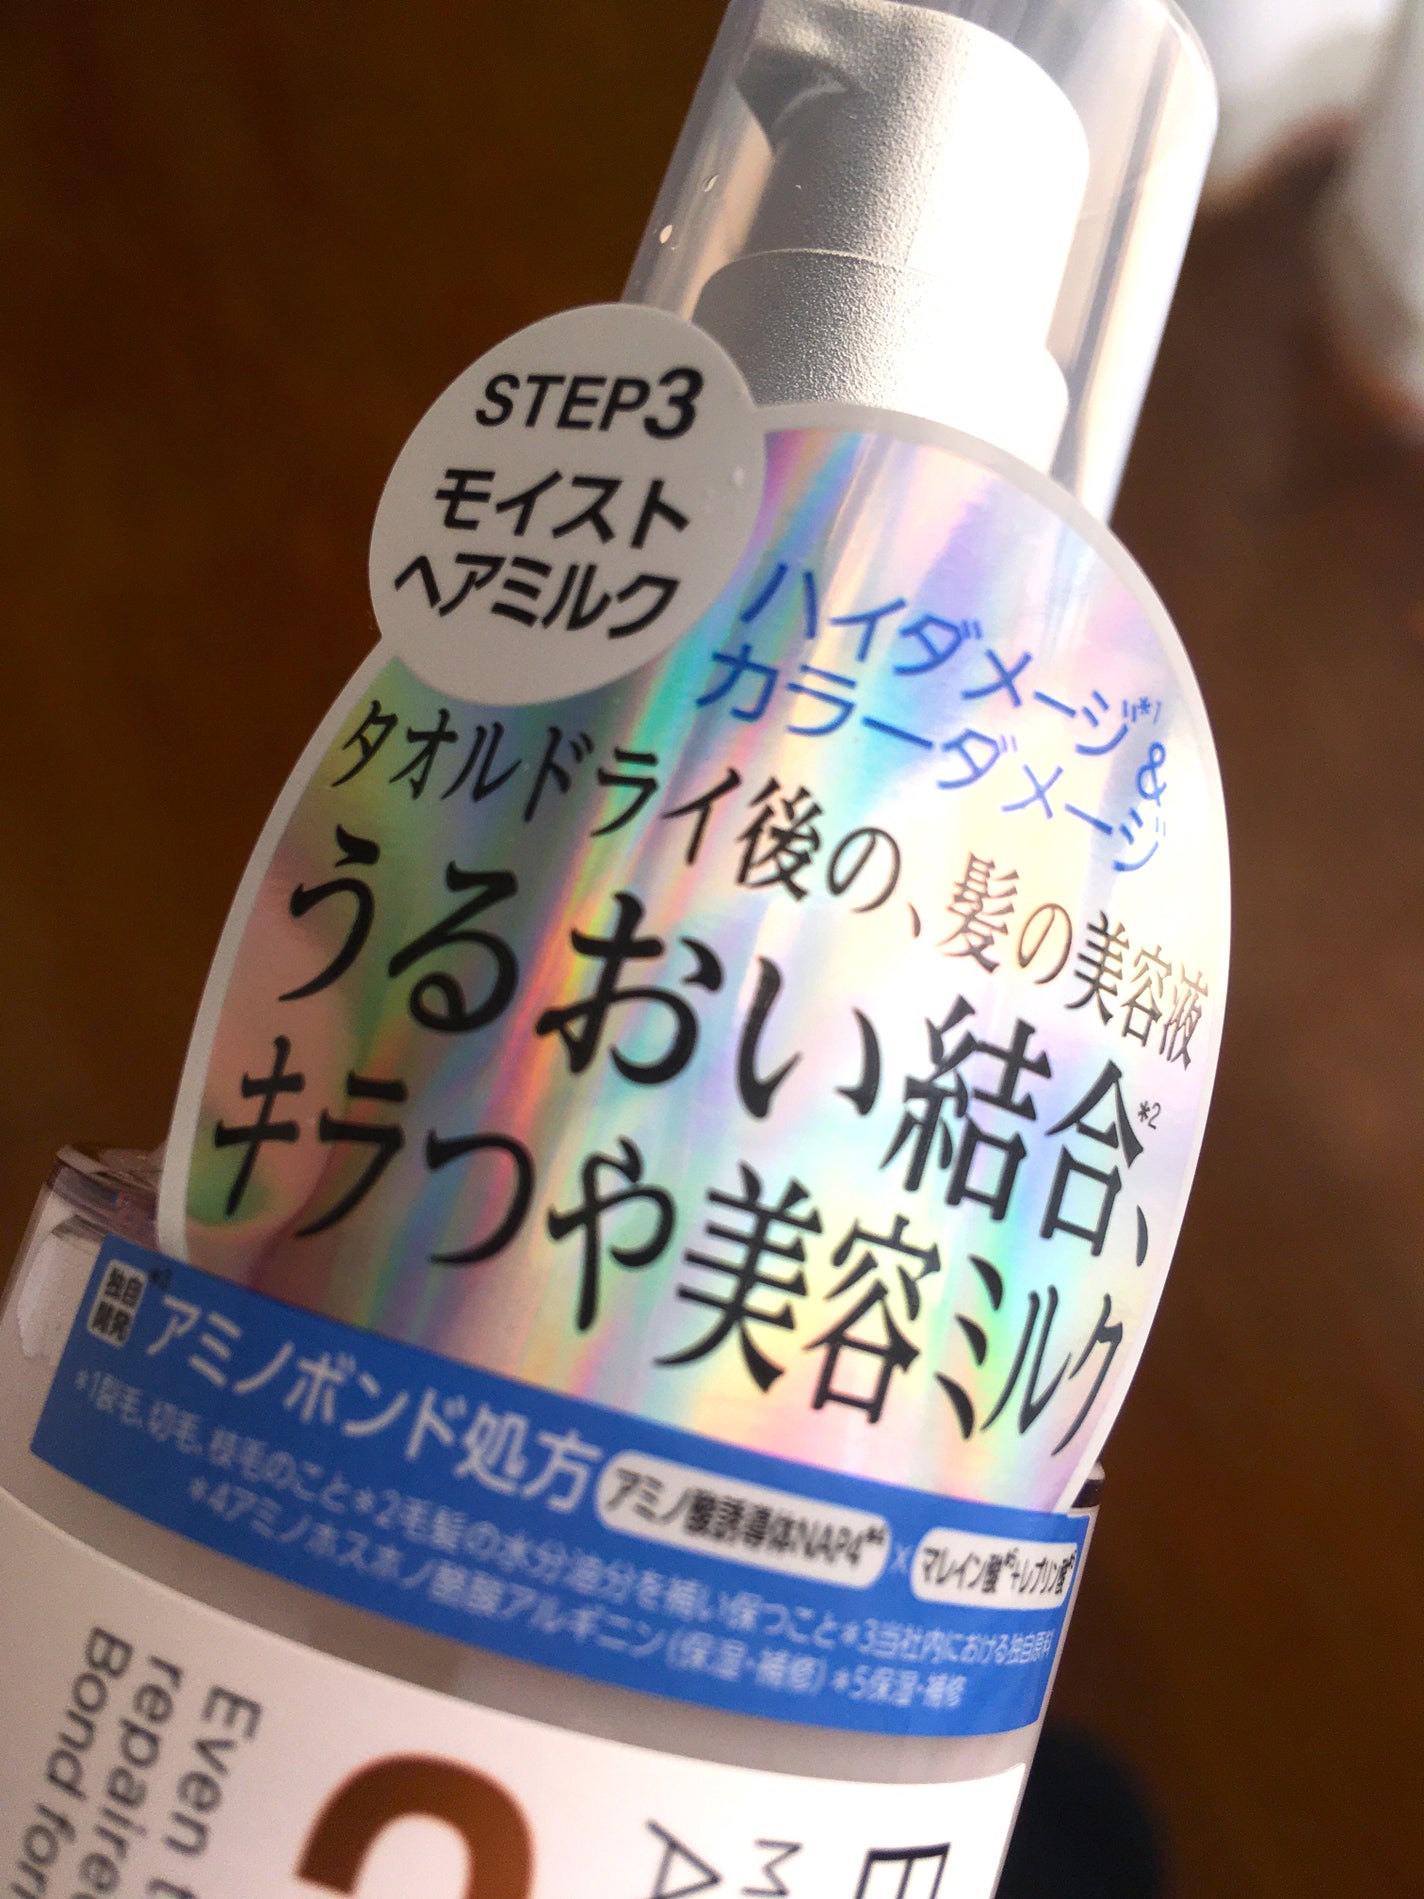 STEP3
モイスト
ヘアミルク
ハイダメージ*1&
カラーダメージ
タオルドライ後の、髪の美容液
うるおい結合*2、
キラつや美容ミルク
独自
開発
*3
アミノボンド処方 アミノ酸誘導体NAP4*4 × マレイン酸*5+レブリン酸*5
*1裂毛、切毛、枝毛のこと*2毛髪の水分油分を補い保つこと*3当社内における独自原料
*4アミノホスホノ酪酸アルギニン(保湿・補修) *5保湿・補修
Even t
repaire
Bond for